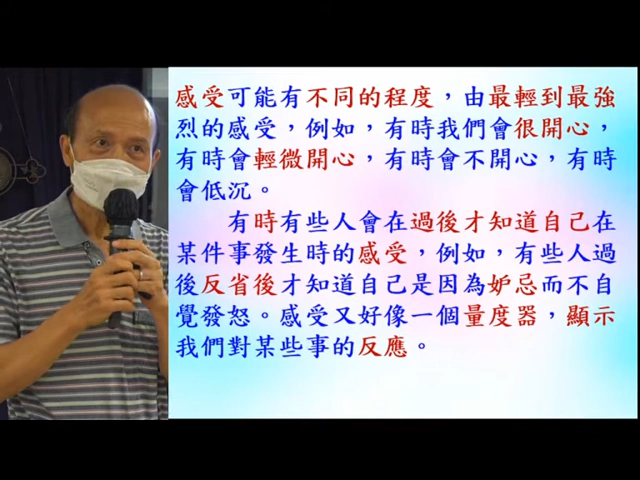 感受可能有不同的程度，由最輕到最強
烈的感受，例如，有時我們會很開心，
有時會輕微開心，有時會不開心，有時
會低沉。
有時有些人會在過後才知道自己在
某件事發生時的感受，例如，有些人過
後反省後才知道自己是因為妒忌而不自
覺發怒。感受又好像一個量度器，顯示
我們對某些事的反應。